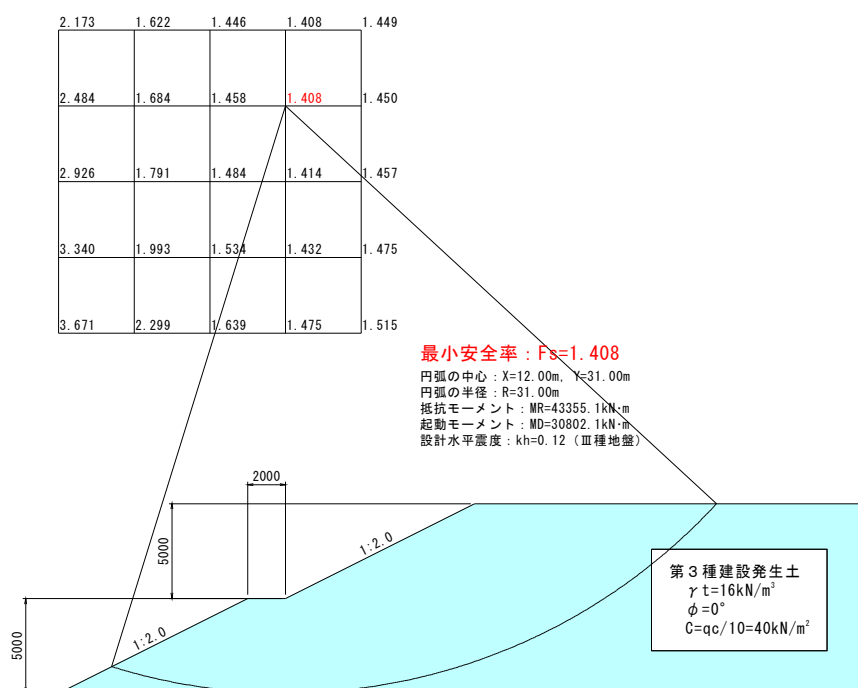 2.173 1.622 1.446 1.408 1.449
2.484 1.684 1.458 1.408 1.450
2.926 1.791 1.484 1.414 1.457
3.340 1.993 1.534 1.432 1.475
3.671 2.299 1.639 1.475 1.515
最小安全率：Fs=1.408
円弧の中心：X=12.00m, Y=31.00m
円弧の半径：R=31.00m
抵抗モーメント：MR=43355.1kN·m
起動モーメント：MD=30802.1kN·m
設計水平震度：kh=0.12 (Ⅲ種地盤)
2000
5000
1:2.0
第３種建設発生土
γt=16kN/m³
φ=0°
C=qc/10=40kN/m²
5000
1:2.0